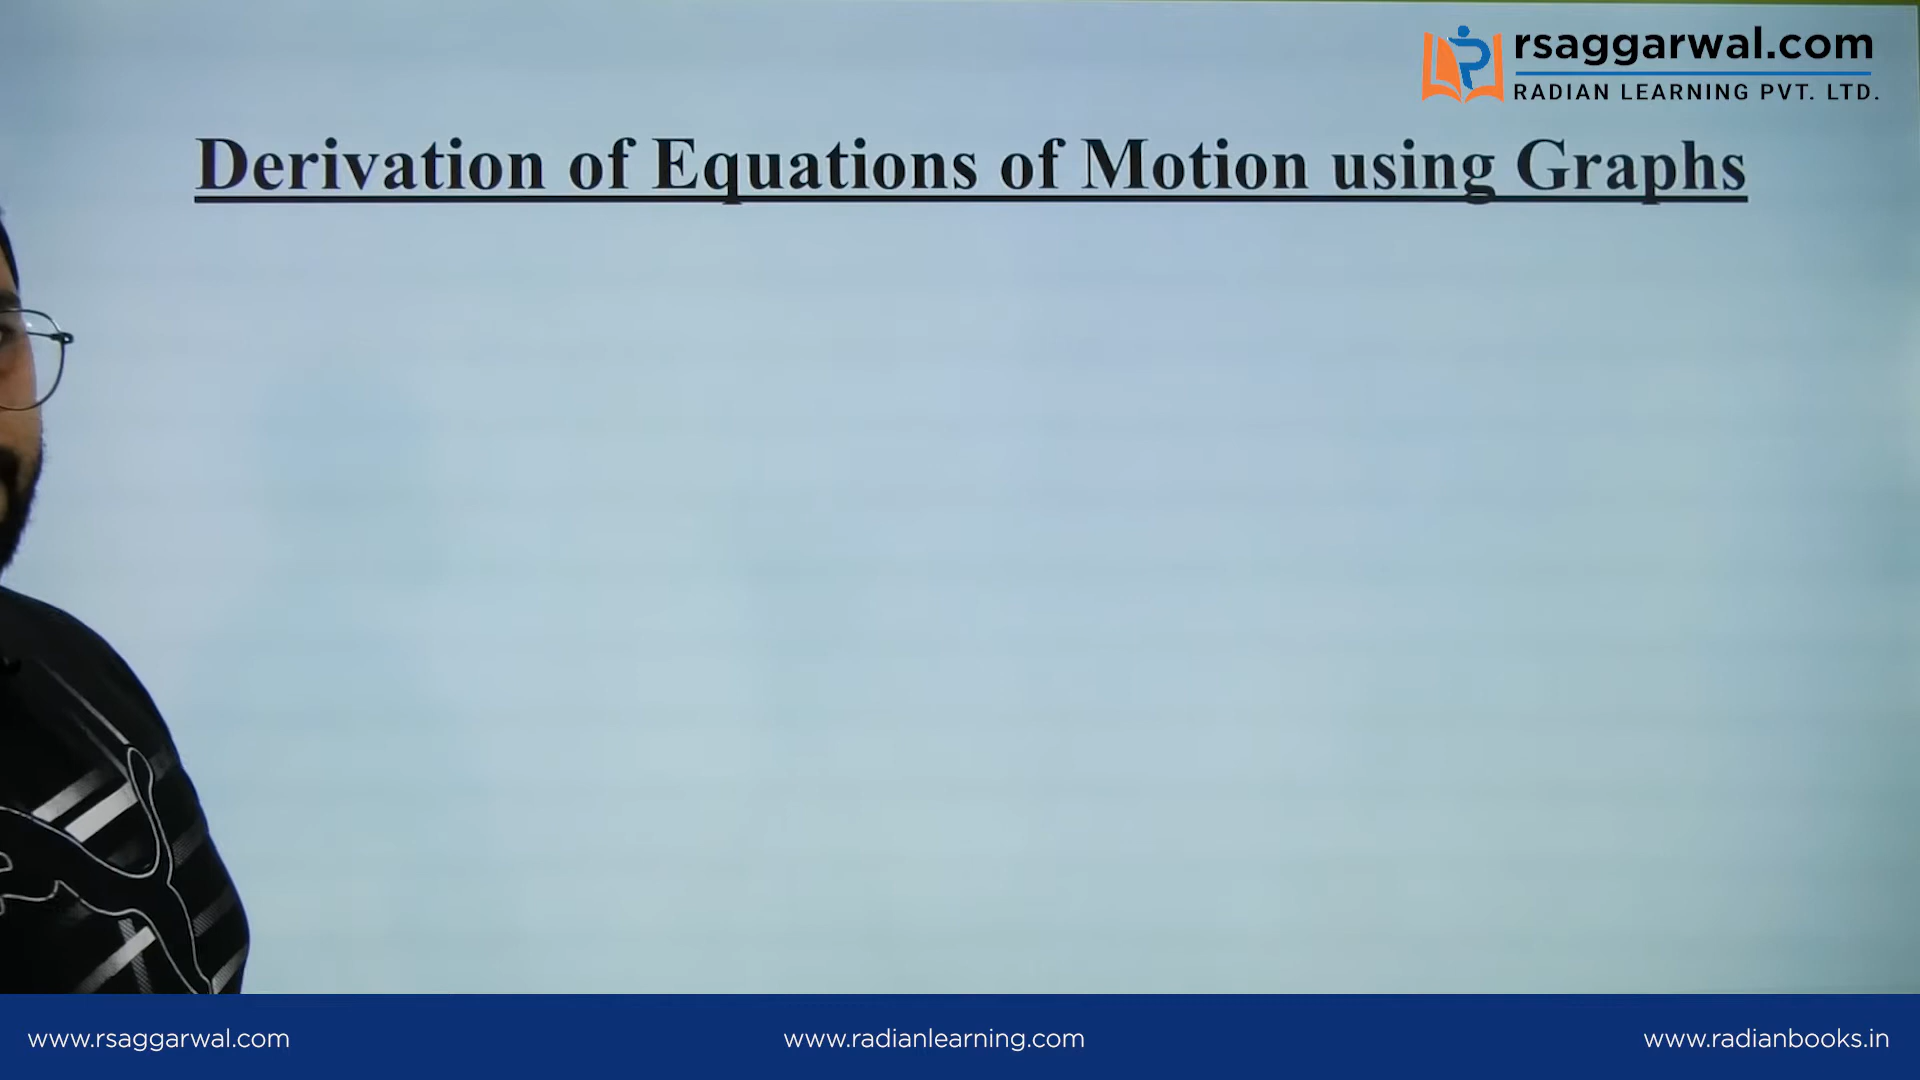 rsaggarwal.com
RADIAN LEARNING PVT. LTD.
Derivation of Equations of Motion using Graphs
www.rsaggarwal.com
www.radianlearning.com
www.radianbooks.in